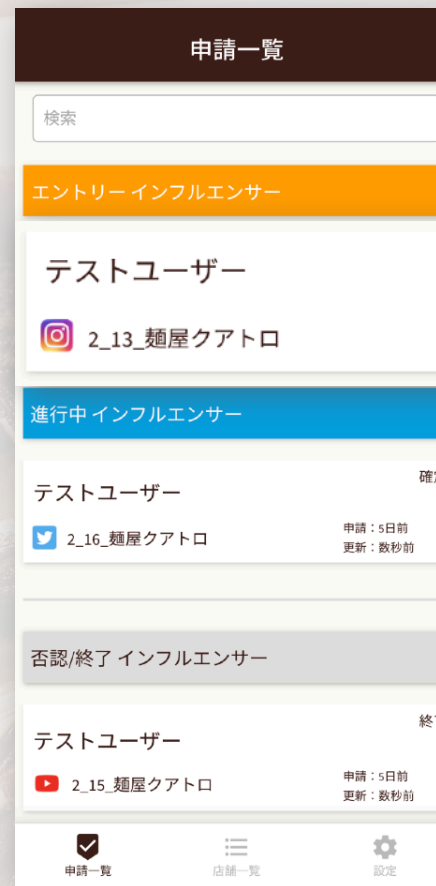 申請一覧
検索
エントリー インフルエンサー
テストユーザー
2_13_麺屋クアトロ
進行中 インフルエンサー
確定
テストユーザー
2_16_麺屋クアトロ
申請：5日前
更新：数秒前
否認/終了 インフルエンサー
終了
テストユーザー
2_15_麺屋クアトロ
申請：5日前
更新：数秒前
申請一覧
店舗一覧
設定